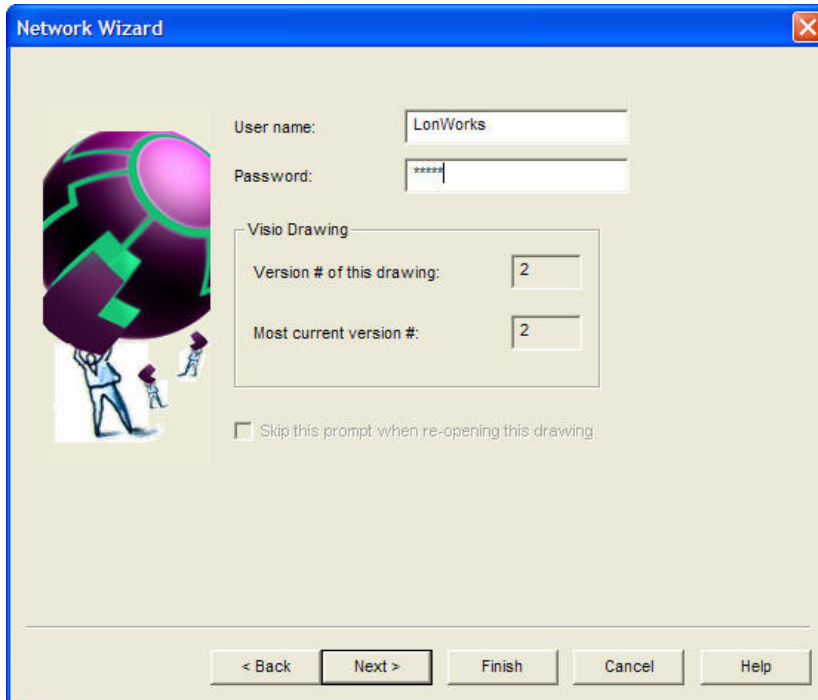 Network Wizard
User name: LonWorks
Password: *****
Visio Drawing
Version # of this drawing: 2
Most current version #: 2
Skip this prompt when re-opening this drawing
< Back Next > Finish Cancel Help